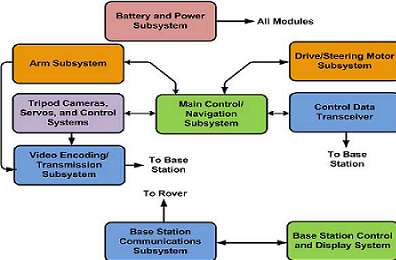 Battery and Power
Subsystem
All Modules
Arm Subsystem
Drive/Steering Motor
Subsystem
Tripod Cameras,
Servos, and Control
Systems
Main Control/
Navigation
Subsystem
Control Data
Transceiver
Video Encoding/
Transmission
Subsystem
To Base
Station
To Base
Station
To Rover
Base Station
Communications
Subsystem
Base Station Control
and Display System